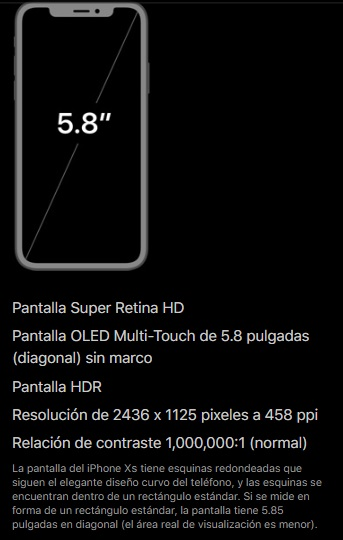 5.8”
Pantalla Super Retina HD
Pantalla OLED Multi-Touch de 5.8 pulgadas
(diagonal) sin marco
Pantalla HDR
Resolución de 2436 x 1125 pixeles a 458 ppi
Relación de contraste 1,000,000:1 (normal)
La pantalla del iPhone Xs tiene esquinas redondeadas que
siguen el elegante diseño curvo del teléfono, y las esquinas se
encuentran dentro de un rectángulo estándar. Si se mide en
forma de un rectángulo estándar, la pantalla tiene 5.85
pulgadas en diagonal (el área real de visualización es menor).